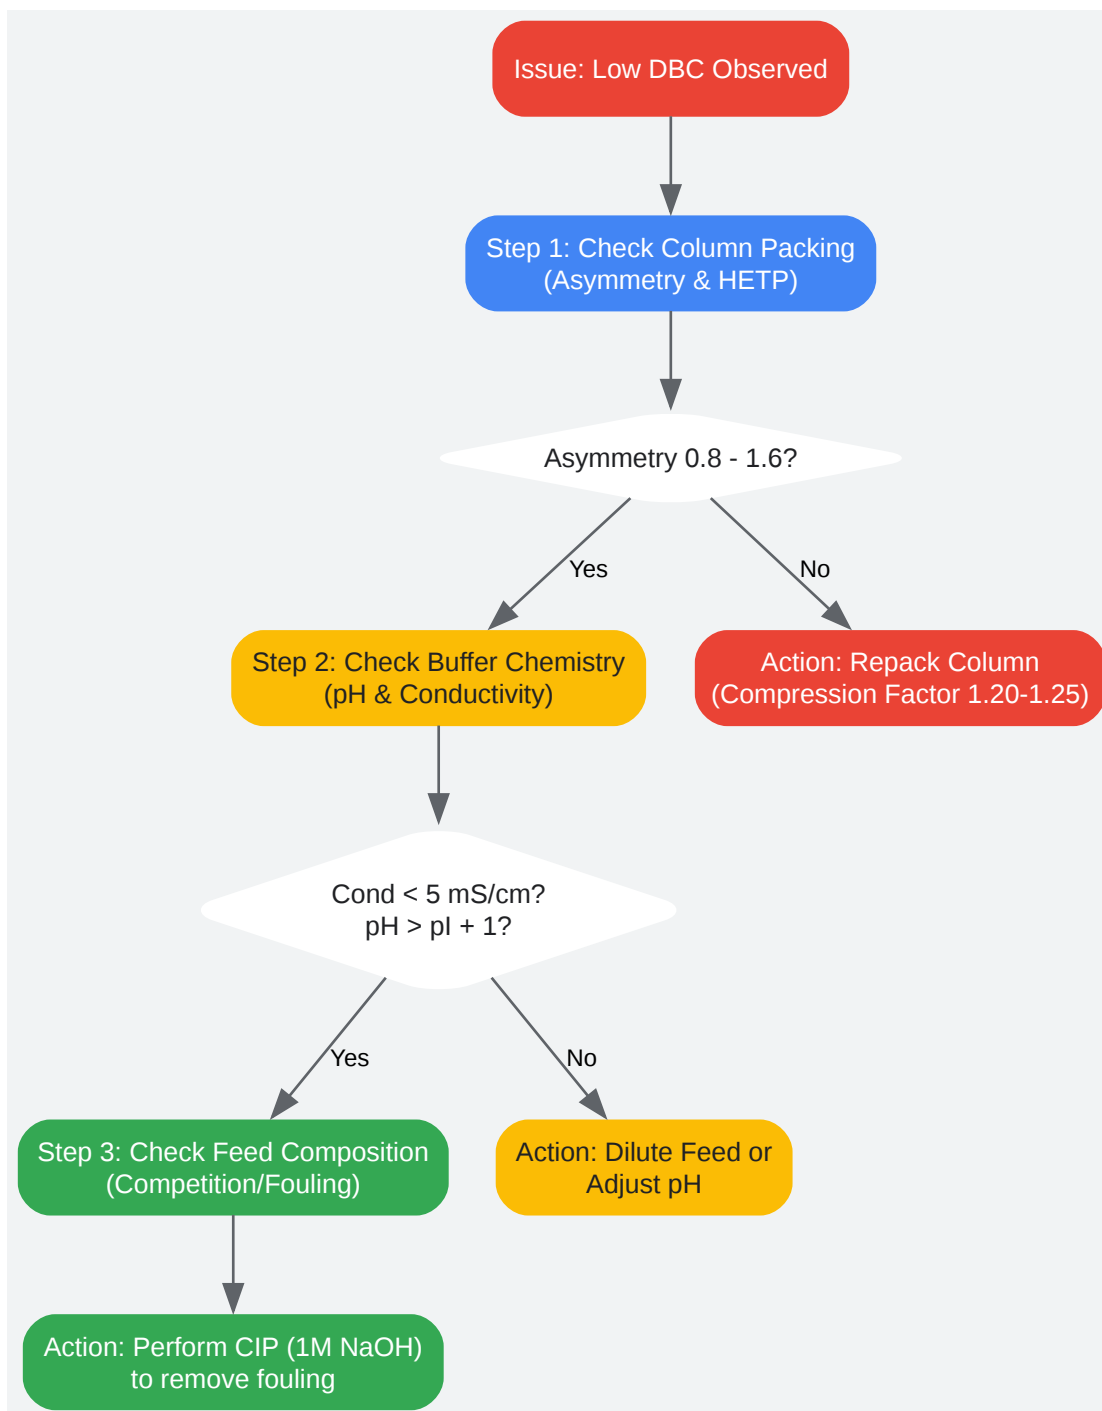 Issue: Low DBC Observed
Step 1: Check Column Packing
(Asymmetry & HETP)
Asymmetry 0.8 - 1.6?
Yes
No
Step 2: Check Buffer Chemistry
(pH & Conductivity)
Action: Repack Column
(Compression Factor 1.20-1.25)
Cond < 5 mS/cm?
pH > pI + 1?
Yes
No
Step 3: Check Feed Composition
(Competition/Fouling)
Action: Dilute Feed or
Adjust pH
Action: Perform CIP (1M NaOH)
to remove fouling